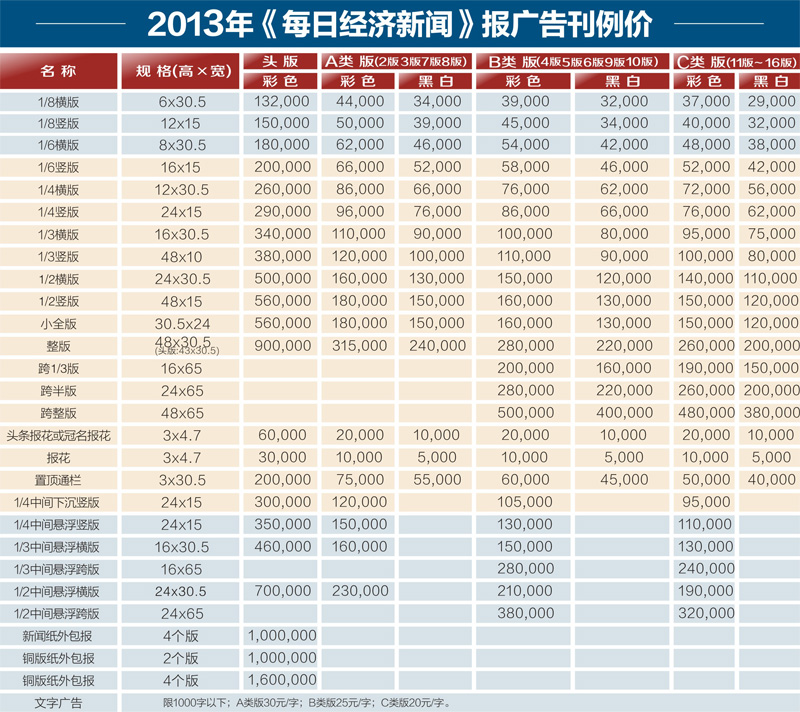 2013年《每日经济新闻》报广告刊例价
名称 规格(高×宽) 头版 A类 版(2版3版7版8版) B类 版(4版5版6版9版10版) C类 版(11版~16版)
彩色 彩色 黑白 彩色 黑白 彩色 黑白
1/8横版 6x30.5 132,000 44,000 34,000 39,000 32,000 37,000 29,000
1/8竖版 12x15 150,000 50,000 39,000 45,000 34,000 40,000 32,000
1/6横版 8x30.5 180,000 62,000 46,000 54,000 42,000 48,000 38,000
1/6竖版 16x15 200,000 66,000 52,000 58,000 46,000 52,000 42,000
1/4横版 12x30.5 260,000 86,000 66,000 76,000 62,000 72,000 56,000
1/4竖版 24x15 290,000 96,000 76,000 86,000 66,000 76,000 62,000
1/3横版 16x30.5 340,000 110,000 90,000 100,000 80,000 95,000 75,000
1/3竖版 48x10 380,000 120,000 100,000 110,000 90,000 100,000 80,000
1/2横版 24x30.5 500,000 160,000 130,000 150,000 120,000 140,000 110,000
1/2竖版 48x15 560,000 180,000 150,000 160,000 130,000 150,000 120,000
小全版 30.5x24 560,000 180,000 150,000 160,000 130,000 150,000 120,000
整版 48x30.5 900,000 315,000 240,000 280,000 220,000 260,000 200,000
(头版:43x30.5)
跨1/3版 16x65 200,000 160,000 190,000 150,000
跨半版 24x65 280,000 220,000 260,000 200,000
跨整版 48x65 500,000 400,000 480,000 380,000
头条报花或冠名报花 3x4.7 60,000 20,000 10,000 20,000 10,000 20,000 10,000
报花 3x4.7 30,000 10,000 5,000 10,000 5,000 10,000 5,000
置顶通栏 3x30.5 200,000 75,000 55,000 60,000 45,000 50,000 40,000
1/4中间下沉竖版 24x15 300,000 120,000 105,000 95,000
1/4中间悬浮竖版 24x15 350,000 150,000 130,000 110,000
1/3中间悬浮横版 16x30.5 460,000 160,000 150,000 130,000
1/3中间悬浮跨版 16x65 280,000 240,000
1/2中间悬浮横版 24x30.5 700,000 230,000 210,000 190,000
1/2中间悬浮跨版 24x65 380,000 320,000
新闻纸外包报 4个版 1,000,000
铜版纸外包报 2个版 1,000,000
铜版纸外包报 4个版 1,600,000
文字广告 限1000字以下；A类版30元/字；B类版25元/字；C类版20元/字。